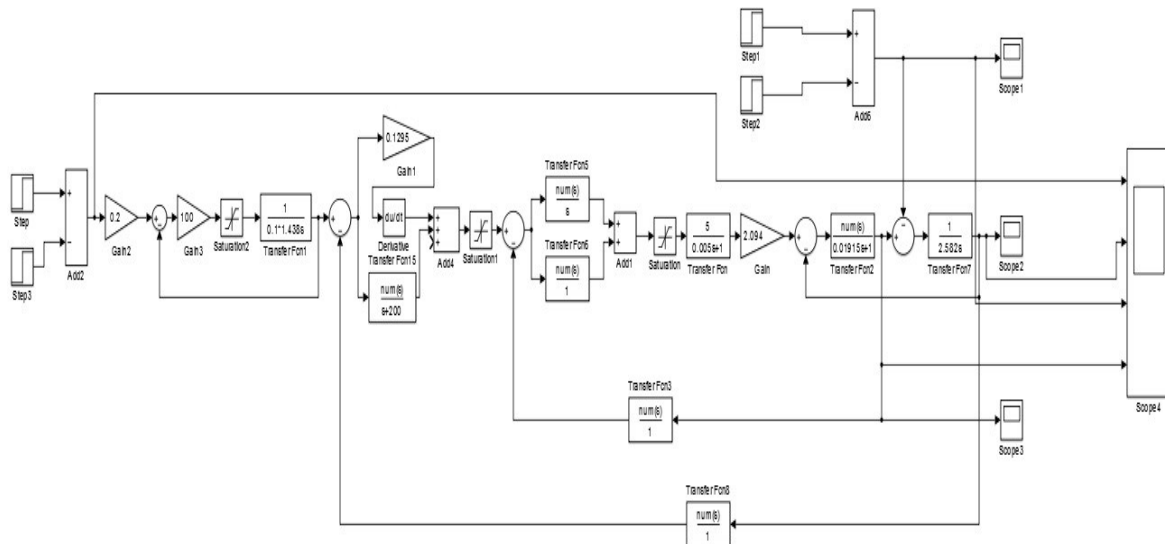 Step1
Step2
+
−
Add6
Scope1
Step
Step3
+
−
Add2
0.2
Gain2
+
−
100
Gain3
Saturation2
1
0.1*1.438s
Transfer Fcn1
+
−
0.1295
Gain1
du/dt
Derivative
Transfer Fcn15
num(s)
s+200
+
+
+
Add4
Saturation1
+
−
Transfer Fcn5
num(s)
s
Transfer Fcn6
num(s)
1
+
+
Add1
Saturation
5
0.005s+1
Transfer Fcn
2.094
Gain
+
−
num(s)
0.01915s+1
Transfer Fcn2
−
+
1
2.582s
Transfer Fcn7
Scope2
Scope4
Transfer Fcn3
num(s)
1
Scope3
Transfer Fcn8
num(s)
1